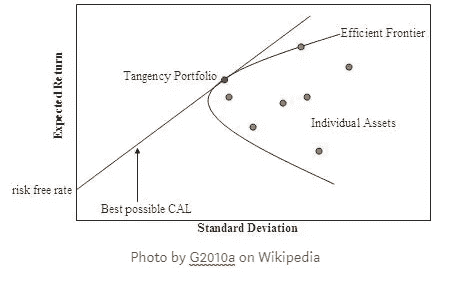 Efficient Frontier
Tangency Portfolio
Expected Return
Individual Assets
risk free rate
Best possible CAL
Standard Deviation
Photo by G2010a on Wikipedia